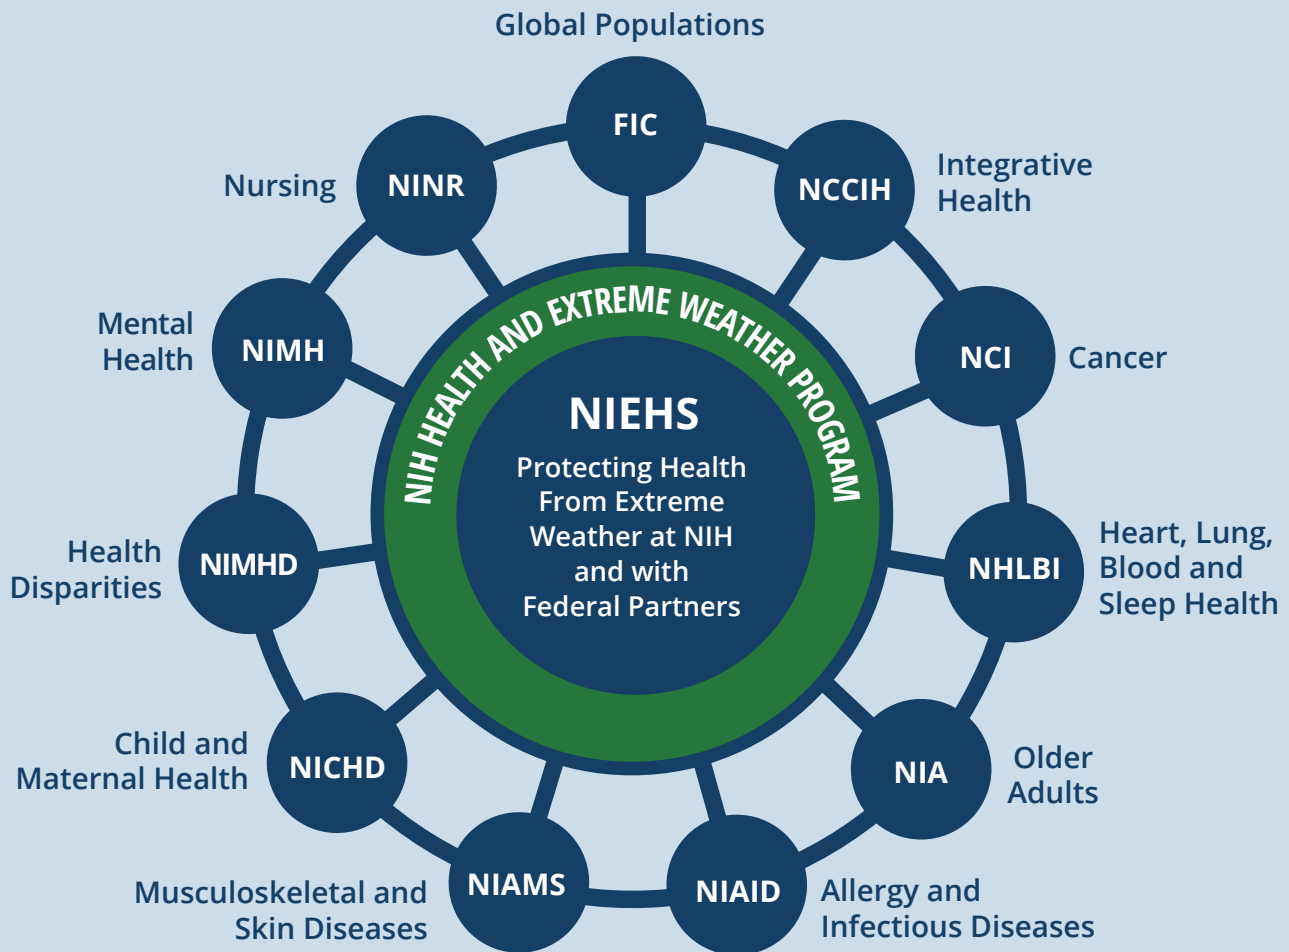 Global Populations
FIC
NCCIH
Integrative
Health
NCI
Cancer
NHLBI
Heart, Lung,
Blood and
Sleep Health
NIA
Older
Adults
NIAID
Allergy and
Infectious Diseases
NIAMS
Musculoskeletal and
Skin Diseases
NICHD
Child and
Maternal Health
NIMHD
Health
Disparities
NIMH
Mental
Health
NINR
Nursing
NIH HEALTH AND EXTREME WEATHER PROGRAM
NIEHS
Protecting Health
From Extreme
Weather at NIH
and with
Federal Partners